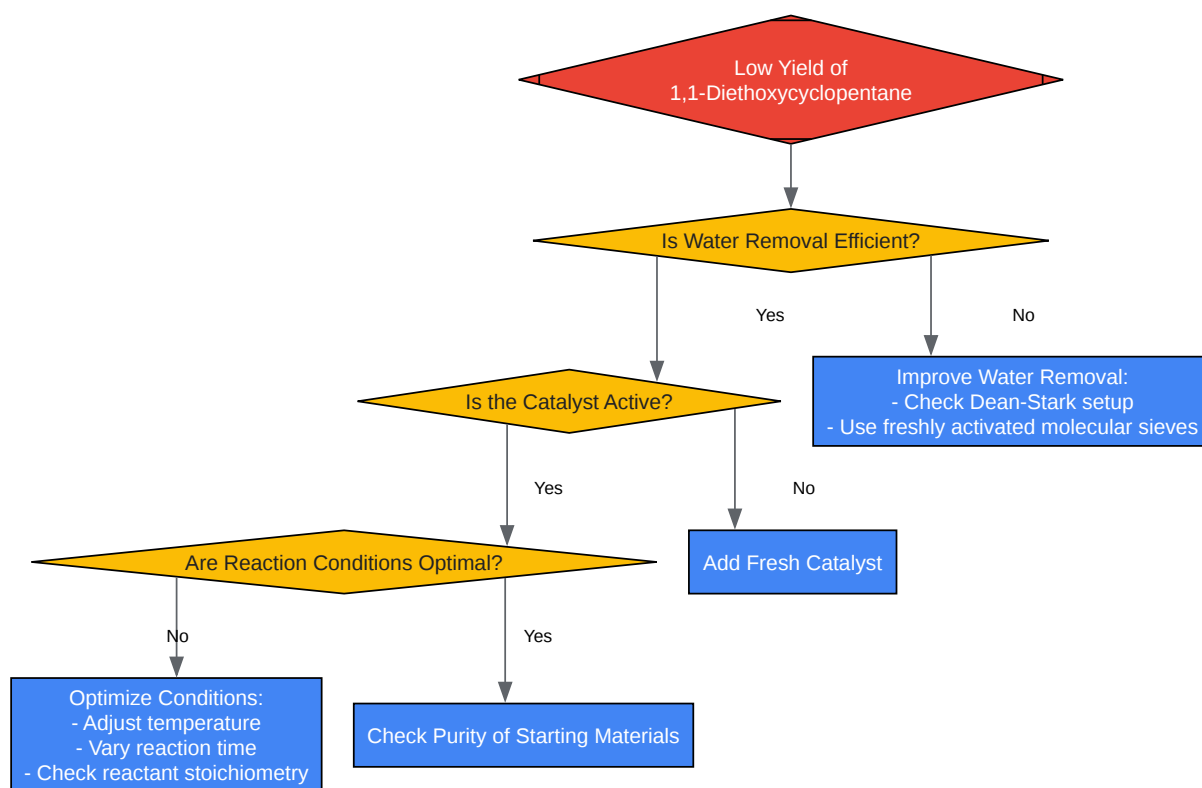 Low Yield of
1,1-Diethoxycyclopentane
Is Water Removal Efficient?
Yes
No
Improve Water Removal:
- Check Dean-Stark setup
- Use freshly activated molecular sieves
Is the Catalyst Active?
Yes
No
Add Fresh Catalyst
Are Reaction Conditions Optimal?
No
Yes
Optimize Conditions:
- Adjust temperature
- Vary reaction time
- Check reactant stoichiometry
Check Purity of Starting Materials